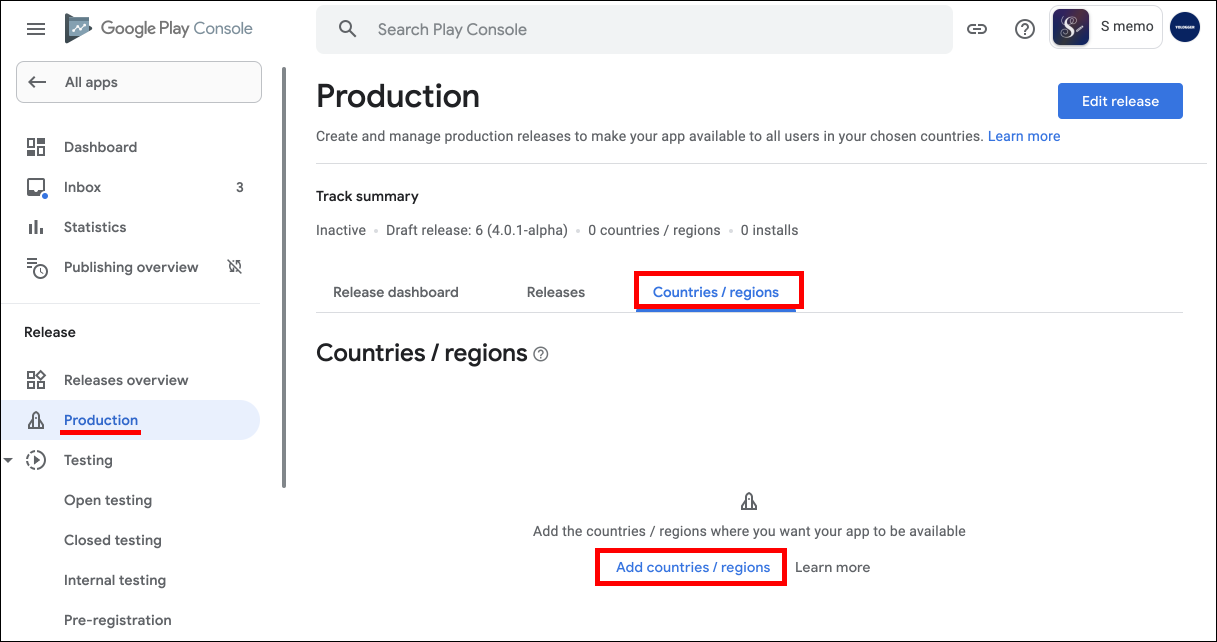 Google Play Console
Search Play Console
S memo
All apps
Dashboard
Inbox 3
Statistics
Publishing overview
Release
Releases overview
Production
Testing
Open testing
Closed testing
Internal testing
Pre-registration
Production
Edit release
Create and manage production releases to make your app available to all users in your chosen countries. Learn more
Track summary
Inactive • Draft release: 6 (4.0.1-alpha) • 0 countries / regions • 0 installs
Release dashboard Releases Countries / regions
Countries / regions
Add the countries / regions where you want your app to be available
Add countries / regions Learn more